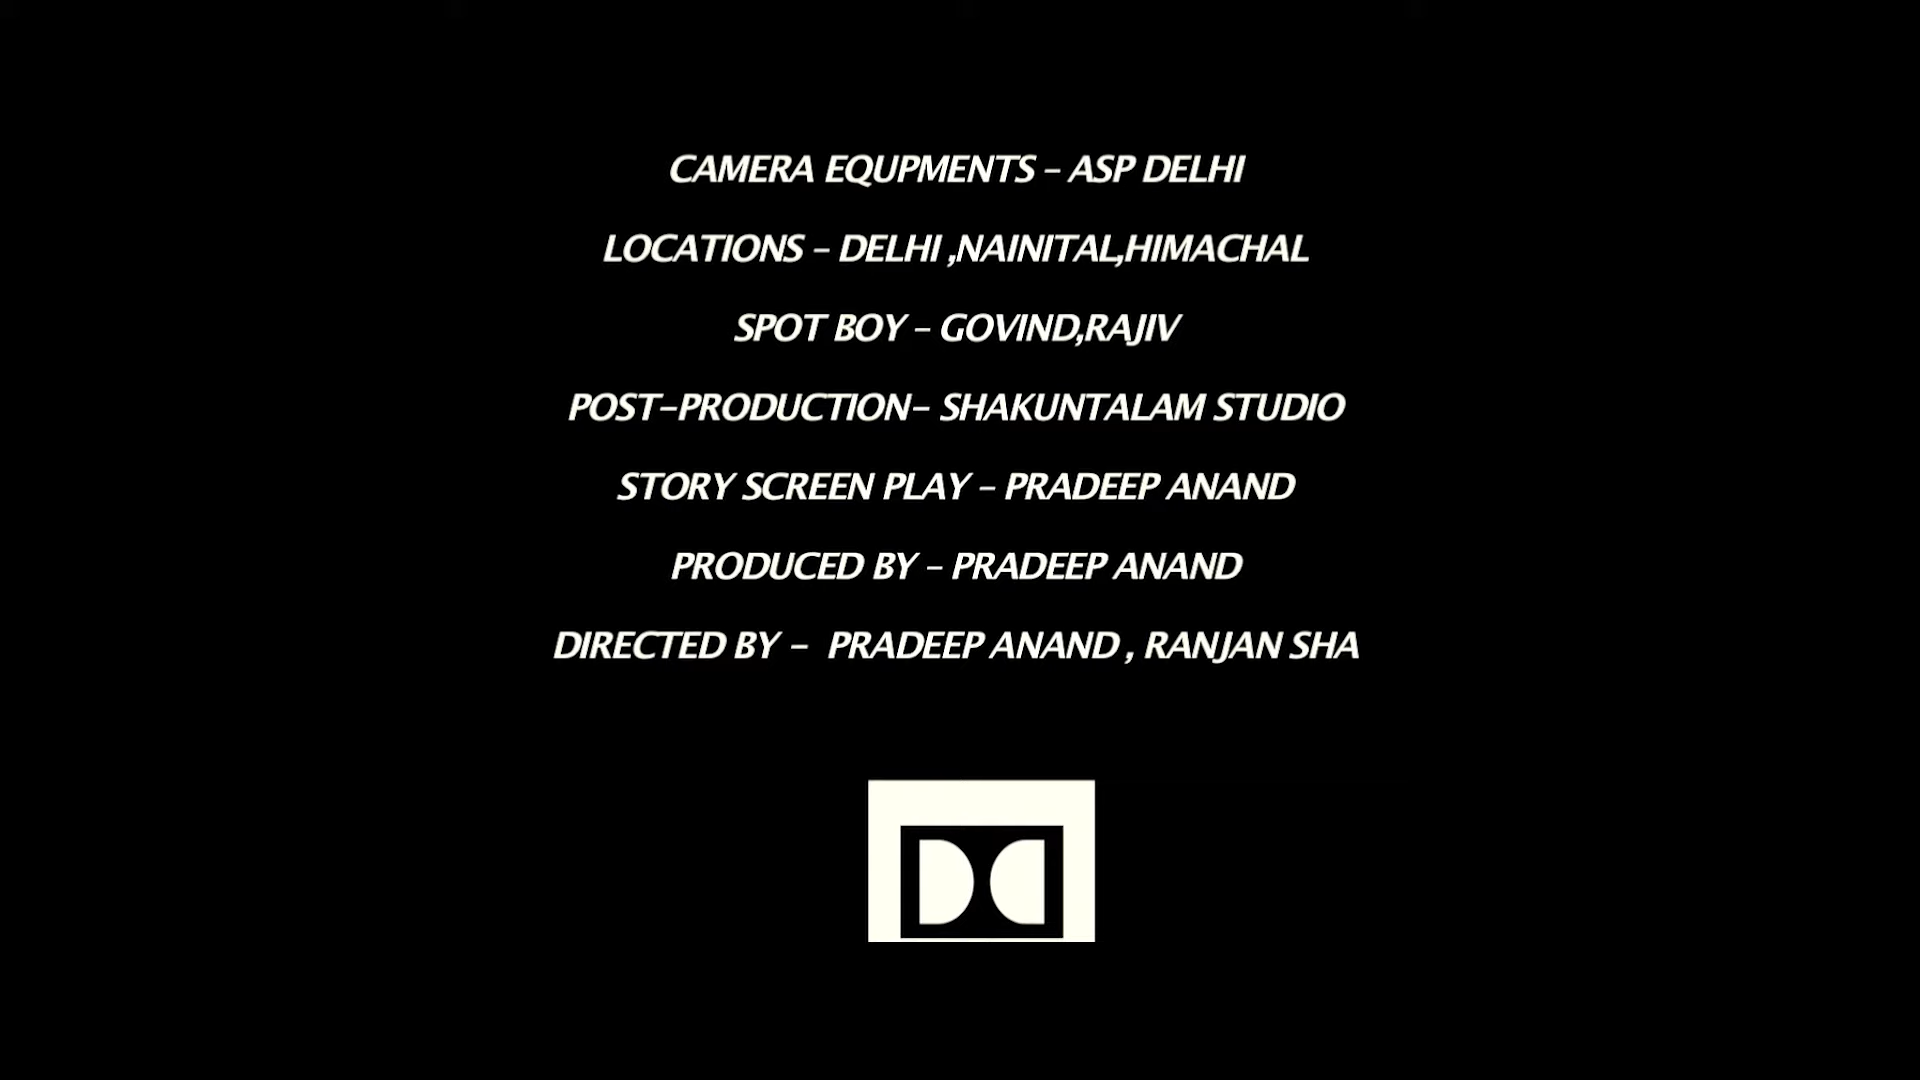 CAMERA EQUPMENTS - ASP DELHI
LOCATIONS - DELHI ,NAINITAL,HIMACHAL
SPOT BOY - GOVIND,RAJIV
POST-PRODUCTION- SHAKUNTALAM STUDIO
STORY SCREEN PLAY - PRADEEP ANAND
PRODUCED BY - PRADEEP ANAND
DIRECTED BY -  PRADEEP ANAND , RANJAN SHA